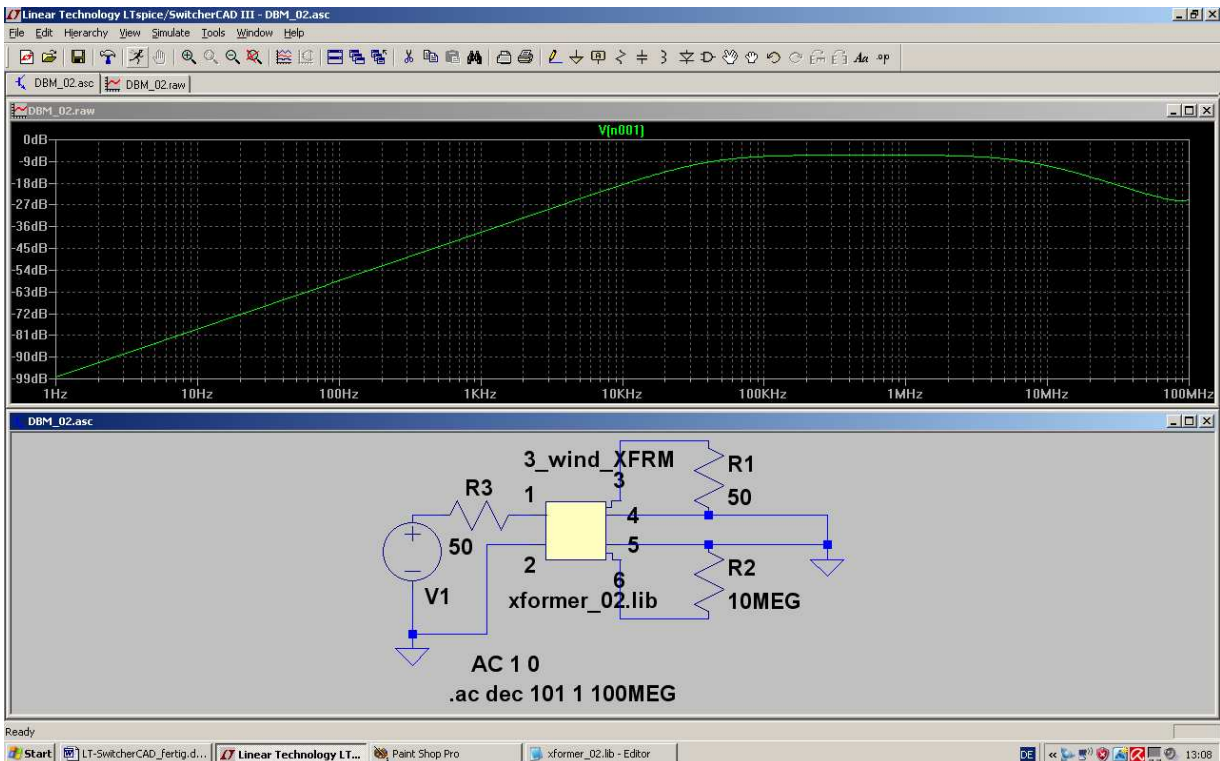 Linear Technology LTspice/SwitcherCAD III - DBM_02.asc
File Edit Hierarchy View Simulate Tools Window Help
Aa .op
DBM_02.asc DBM_02.raw
DBM_02.raw
V(n001)
0dB
-9dB
-18dB
-27dB
-36dB
-45dB
-54dB
-63dB
-72dB
-81dB
-90dB
-99dB
1Hz 10Hz 100Hz 1KHz 10KHz 100KHz 1MHz 10MHz 100MHz
DBM_02.asc
3_wind_XFRM
R3 1 3 R1
50
4
50 5
2 R2
6
V1 xformer_02.lib 10MEG
AC 1 0
.ac dec 101 1 100MEG
Ready
Start LT-SwitcherCAD_fertig.d... Linear Technology LT... Paint Shop Pro xformer_02.lib - Editor DE 13:08